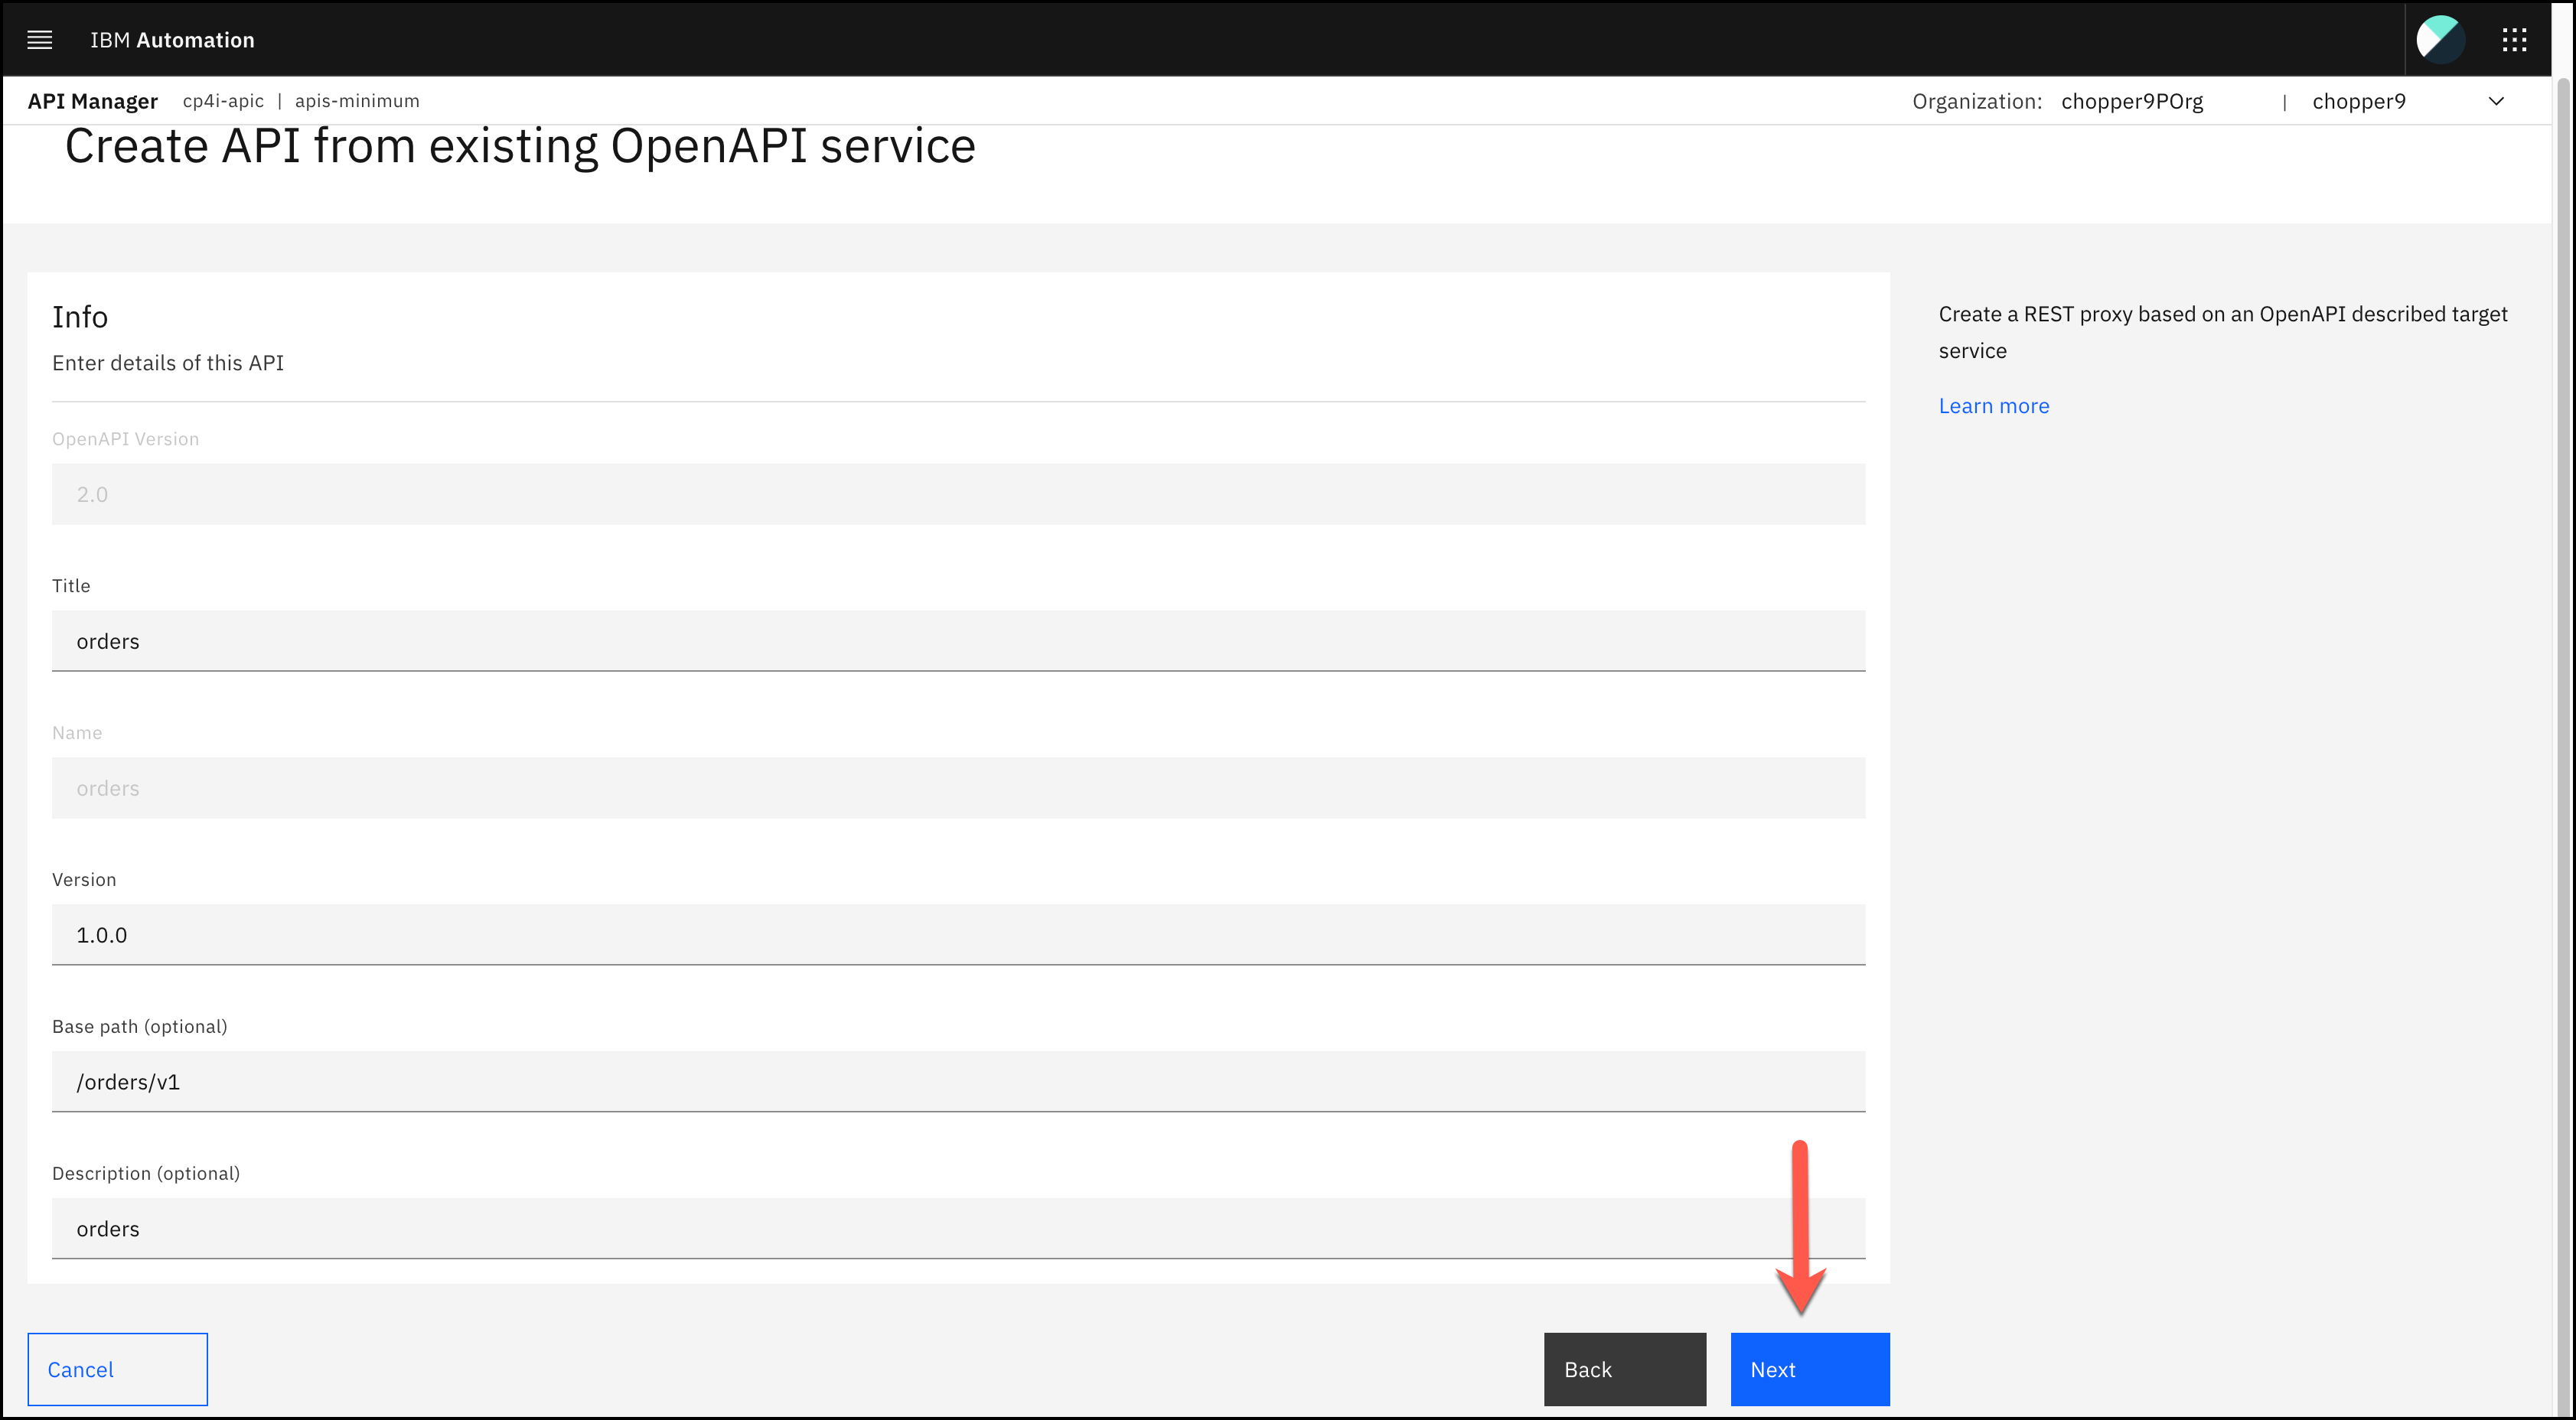 IBM Automation
API Manager cp4i-apic | apis-minimum Organization: chopper9POrg | chopper9
Create API from existing OpenAPI service
Info
Enter details of this API
OpenAPI Version
2.0
Title
orders
Name
orders
Version
1.0.0
Base path (optional)
/orders/v1
Description (optional)
orders
Create a REST proxy based on an OpenAPI described target
service
Learn more
Cancel
Back
Next